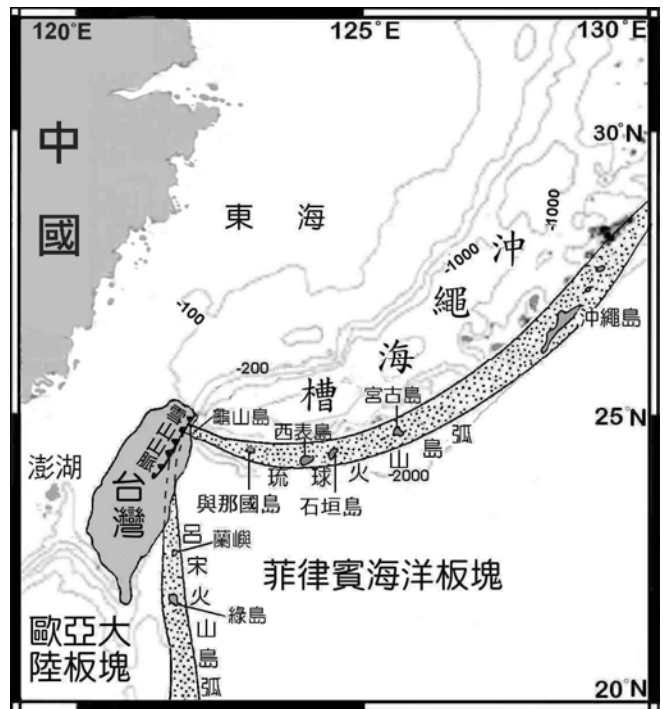 120°E
125°E
130°E
中國
30°N
東海
-1000
-1000
沖繩海槽
-100
-200
沖繩島
宮古島
25°N
龜山島
西表島
雪山山脈
澎湖
台灣
琉球火山島弧
-2000
與那國島
石垣島
呂宋火山島弧
蘭嶼
菲律賓海洋板塊
綠島
歐亞大
陸板塊
20°N